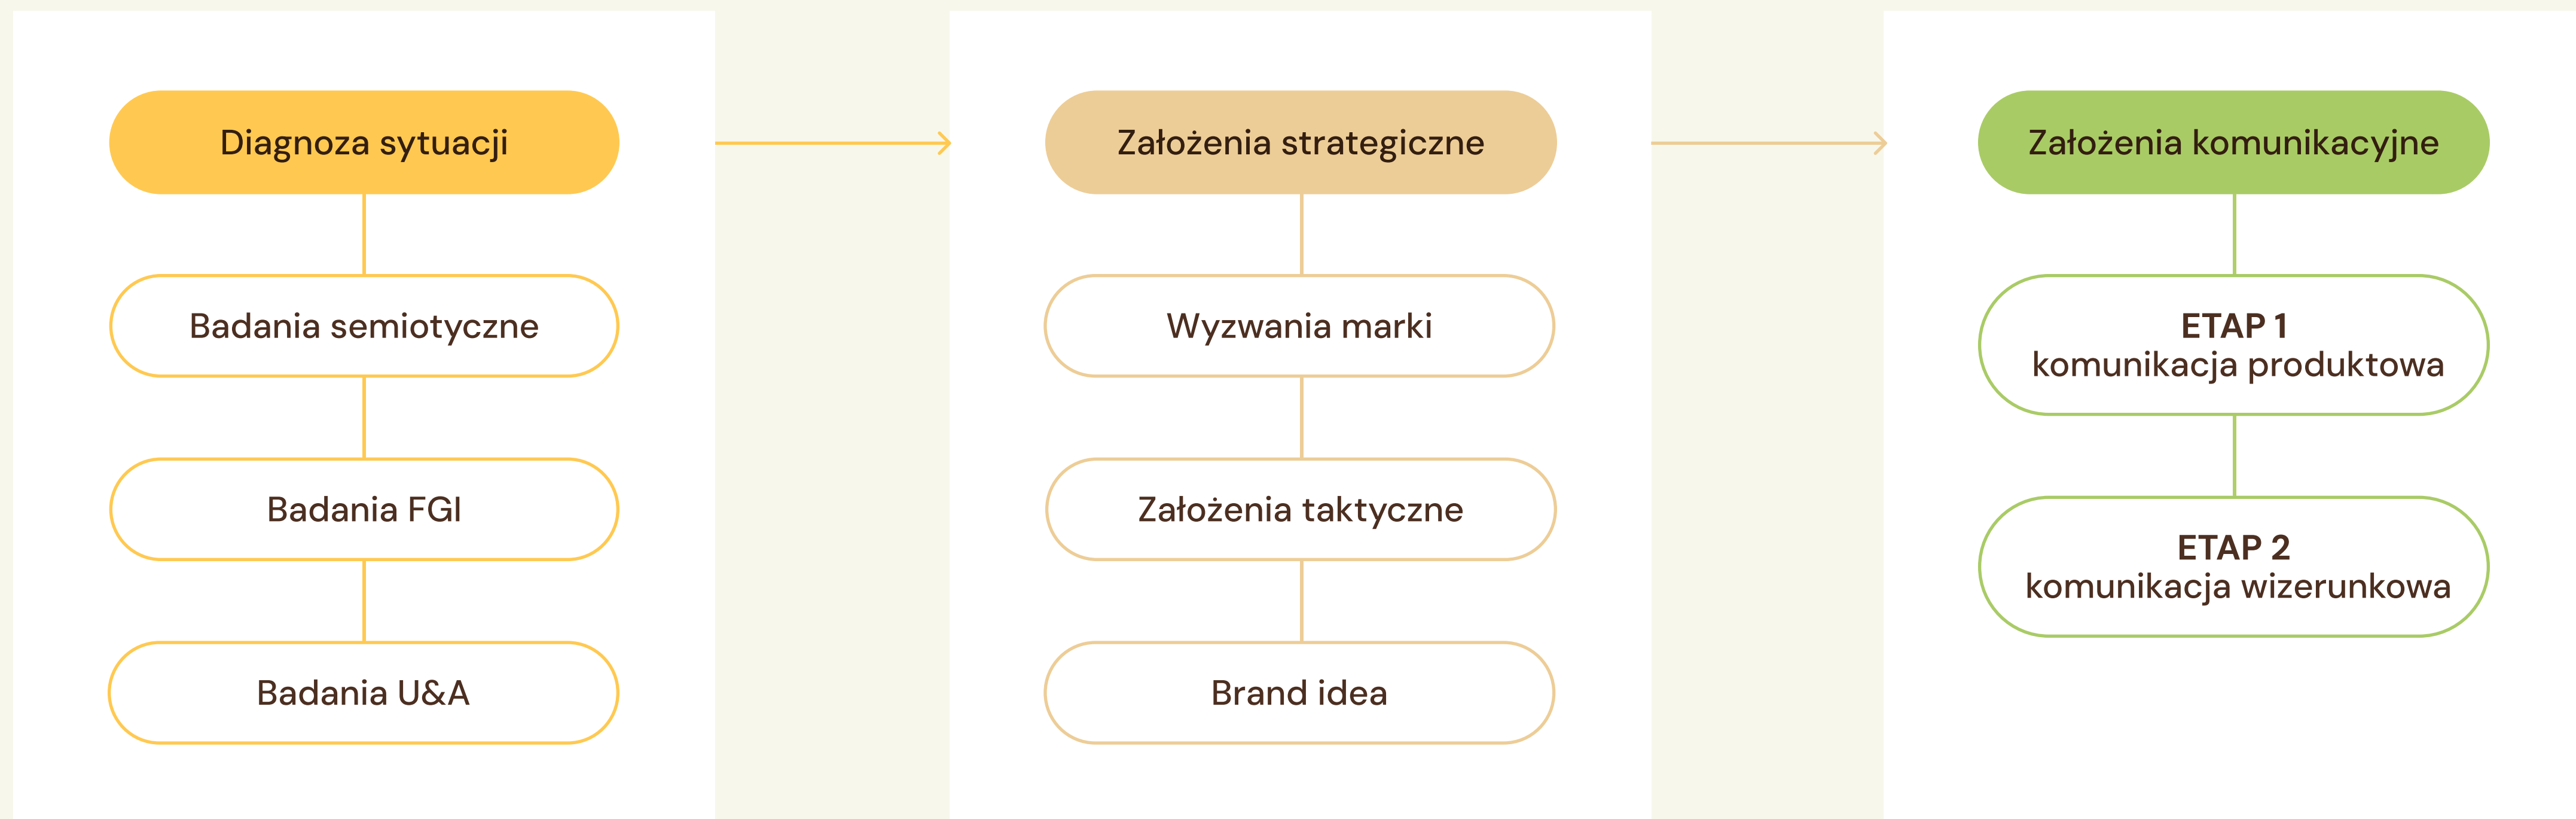 Diagnoza sytuacji
Badania semiotyczne
Badania FGI
Badania U&A
Założenia strategiczne
Wyzwania marki
Założenia taktyczne
Brand idea
Założenia komunikacyjne
ETAP 1
komunikacja produktowa
ETAP 2
komunikacja wizerunkowa